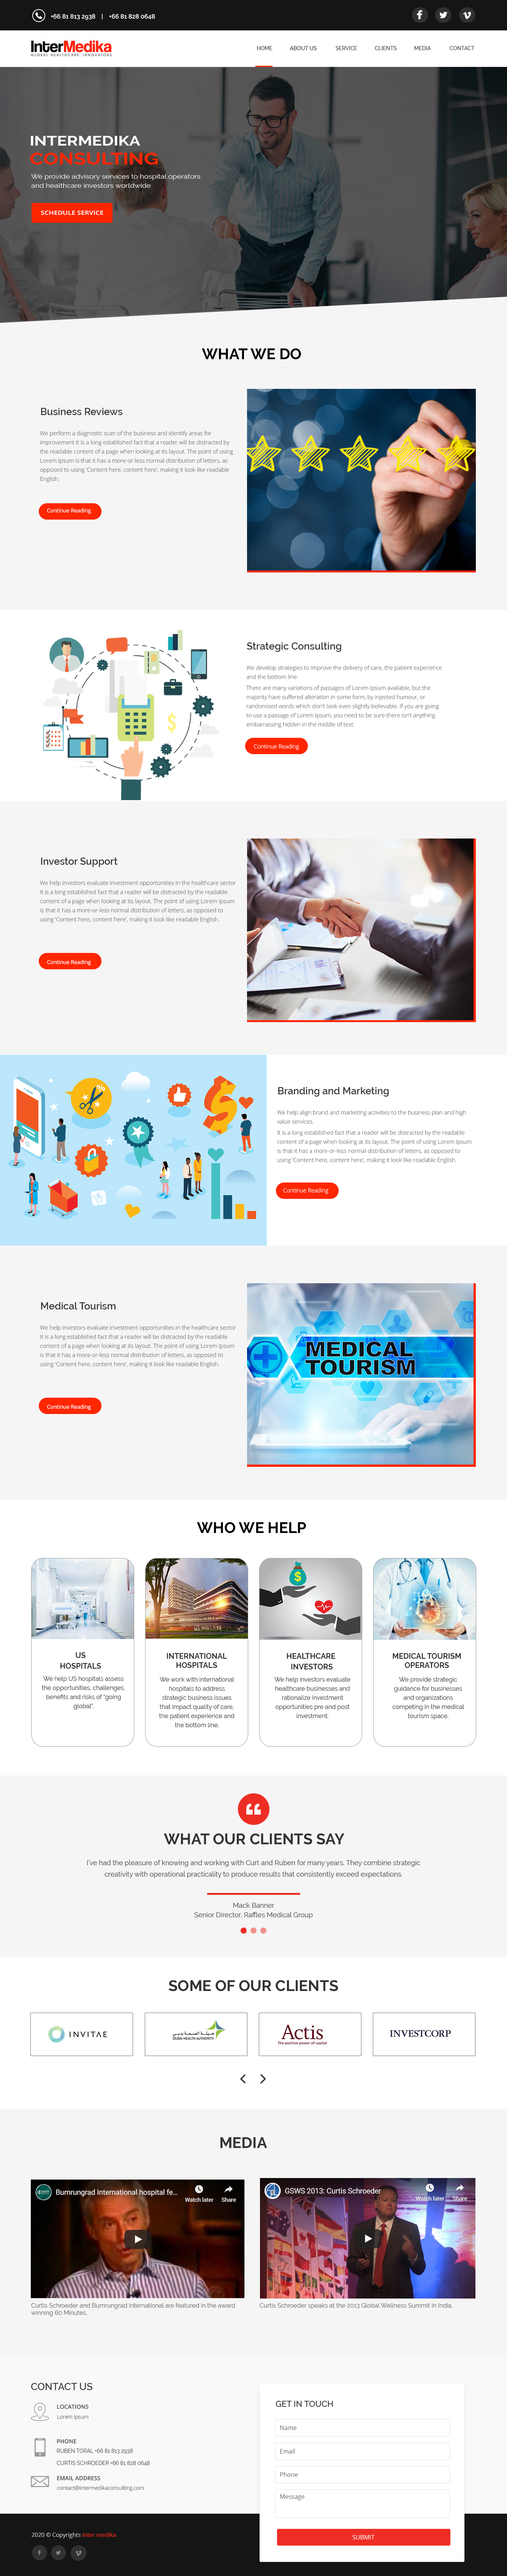 +66 81 813 2938 | +66 81 828 0648
InterMedika
GLOBAL HEALTHCARE INNOVATORS
HOME ABOUT US SERVICE CLIENTS MEDIA CONTACT
INTERMEDIKA
CONSULTING
We provide advisory services to hospital operators
and healthcare investors worldwide
SCHEDULE SERVICE
WHAT WE DO
Business Reviews
We perform a diagnostic scan of the business and identify areas for
improvement It is a long established fact that a reader will be distracted by
the readable content of a page when looking at its layout. The point of using
Lorem Ipsum is that it has a more-or-less normal distribution of letters, as
opposed to using 'Content here, content here', making it look like readable
English.
Continue Reading
Strategic Consulting
We develop strategies to improve the delivery of care, the patient experience
and the bottom line
There are many variations of passages of Lorem Ipsum available, but the
majority have suffered alteration in some form, by injected humour, or
randomised words which don't look even slightly believable. If you are going
to use a passage of Lorem Ipsum, you need to be sure there isn't anything
embarrassing hidden in the middle of text.
Continue Reading
Investor Support
We help investors evaluate investment opportunities in the healthcare sector
It is a long established fact that a reader will be distracted by the readable
content of a page when looking at its layout. The point of using Lorem Ipsum
is that it has a more-or-less normal distribution of letters, as opposed to
using 'Content here, content here', making it look like readable English.
Continue Reading
%
Branding and Marketing
We help align brand and marketing activities to the business plan and high
value services.
It is a long established fact that a reader will be distracted by the readable
content of a page when looking at its layout. The point of using Lorem Ipsum
is that it has a more-or-less normal distribution of letters, as opposed to
using 'Content here, content here', making it look like readable English.
Continue Reading
Medical Tourism
We help investors evaluate investment opportunities in the healthcare sector
It is a long established fact that a reader will be distracted by the readable
content of a page when looking at its layout. The point of using Lorem Ipsum
is that it has a more-or-less normal distribution of letters, as opposed to
using 'Content here, content here', making it look like readable English.
Continue Reading
MEDICAL
TOURISM
WHO WE HELP
US
HOSPITALS
We help US hospitals assess
the opportunities, challenges,
benefits and risks of "going
global".
INTERNATIONAL
HOSPITALS
We work with international
hospitals to address
strategic business issues
that impact quality of care,
the patient experience and
the bottom line.
HEALTHCARE
INVESTORS
We help investors evaluate
healthcare businesses and
rationalize investment
opportunities pre and post
investment.
MEDICAL TOURISM
OPERATORS
We provide strategic
guidance for businesses
and organizations
competing in the medical
tourism space.
WHAT OUR CLIENTS SAY
I've had the pleasure of knowing and working with Curt and Ruben for many years. They combine strategic
creativity with operational practicality to produce results that consistently exceed expectations.
Mack Banner
Senior Director, Raffles Medical Group
SOME OF OUR CLIENTS
INVITAE
هيئة الصحة بدبي
DUBAI HEALTH AUTHORITY
Actis
The positive power of capital
INVESTCORP
MEDIA
Bumrungrad International hospital fe...
Watch later Share
GSWS 2013: Curtis Schroeder
Watch later Share
Curtis Schroeder and Bumrungrad International are featured in the award
winning 60 Minutes.
Curtis Schroeder speaks at the 2013 Global Wellness Summit in India.
CONTACT US
LOCATIONS
Lorem ipsum
PHONE
RUBEN TORAL +66 81 813 2938
CURTIS SCHROEDER +66 81 828 0648
EMAIL ADDRESS
contact@intermedikaconsulting.com
GET IN TOUCH
Name
Email
Phone
Message
SUBMIT
2020 © Copyrights Inter medika